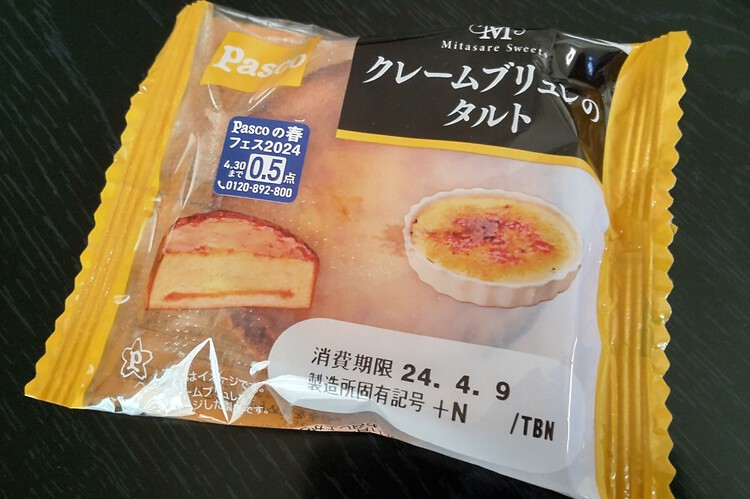 Pasco
M
Mitasare Sweets
クレームブリュレの
タルト
Pascoの春
フェス2024
4.30まで
0.5点
0120-892-800
消費期限 24.4.9
製造所固有記号 +N /TBN